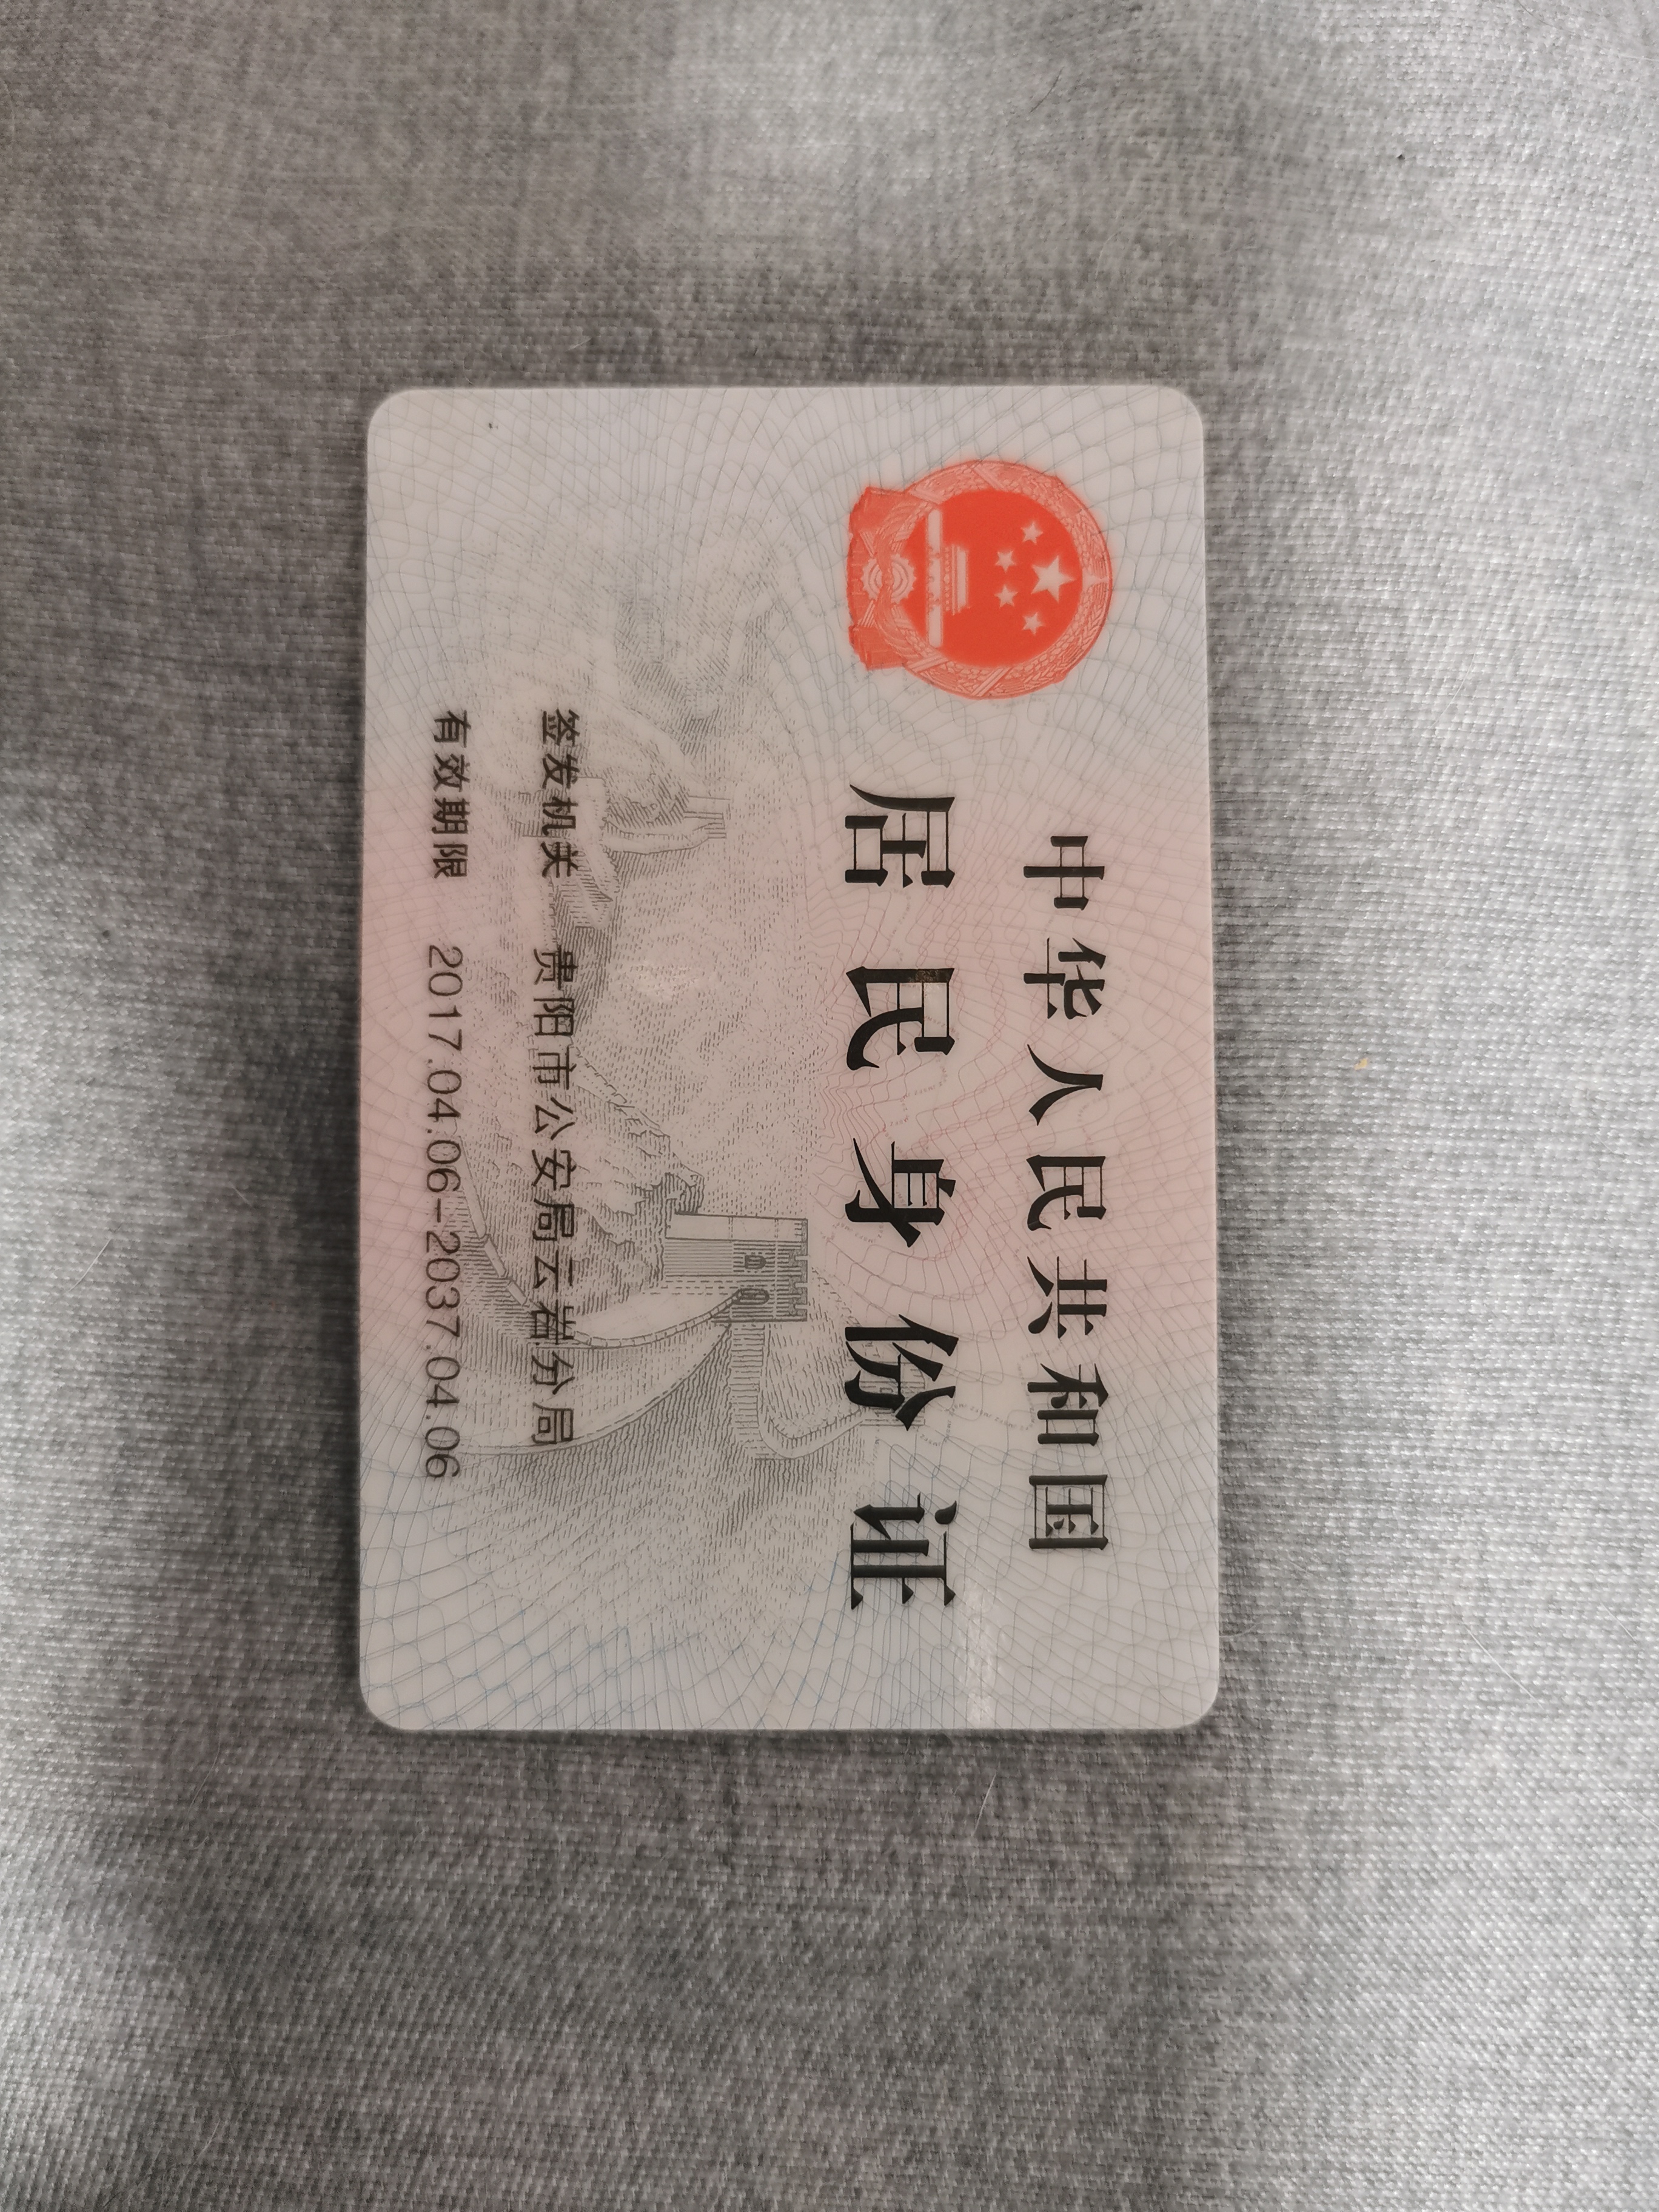 中华人民共和国
居民身份证
签发机关 贵阳市公安局云岩分局
有效期限 2017.04.06-2037.04.06